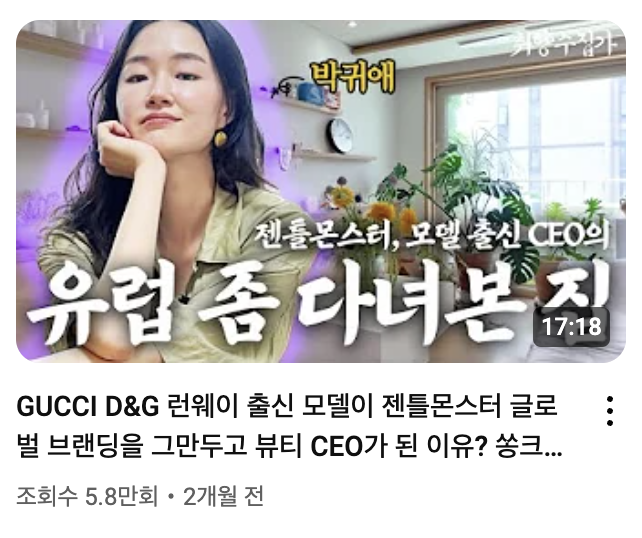 취향수집가
박귀애
젠틀몬스터, 모델 출신 CEO의
유럽 좀 다녀본 집
17:18
GUCCI D&G 런웨이 출신 모델이 젠틀몬스터 글로
벌 브랜딩을 그만두고 뷰티 CEO가 된 이유? 쏭크...
조회수 5.8만회 • 2개월 전